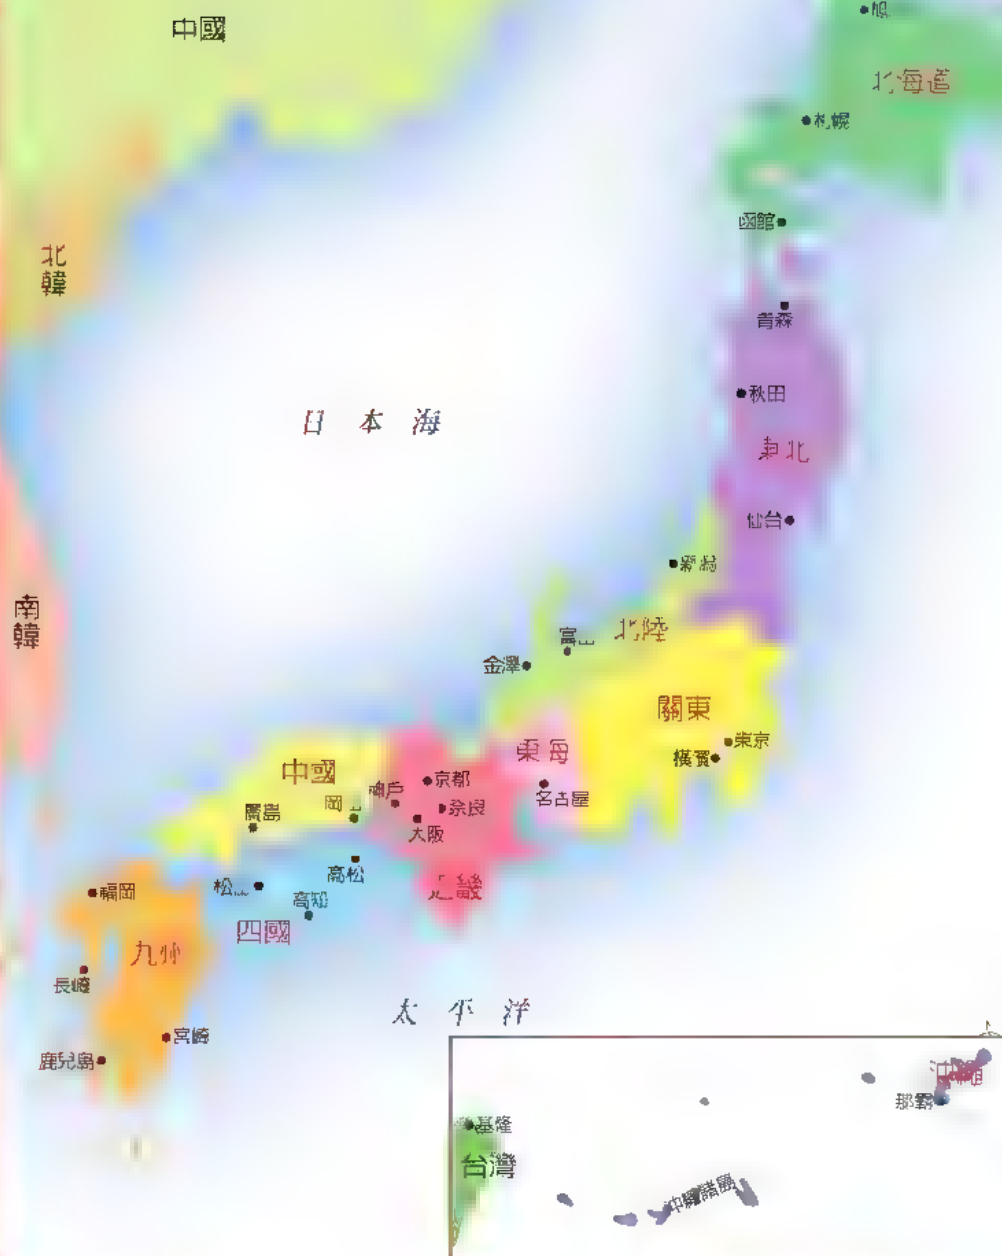 中國
北海道
札幌
函館
北韓
青森
秋田
日本海
東北
仙台
新潟
南韓
北陸
金澤
關東
東京
橫濱
東海
名古屋
中國
神戶
京都
奈良
大阪
廣島
高松
高知
近畿
福岡
四國
九州
長崎
宮崎
鹿兒島
太平洋
沖繩
那霸
基隆
台灣
沖繩諸島